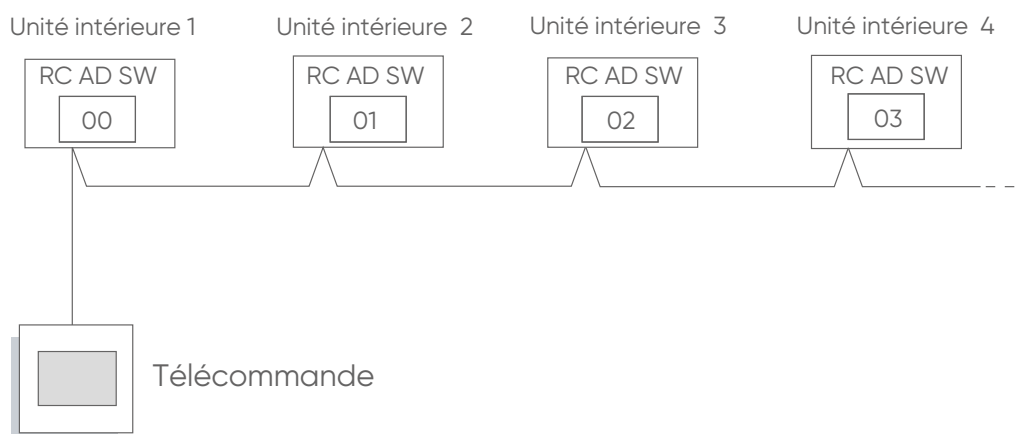 Unité intérieure 1
Unité intérieure 2
Unité intérieure 3
Unité intérieure 4
RC AD SW
RC AD SW
RC AD SW
RC AD SW
00
01
02
03
Télécommande